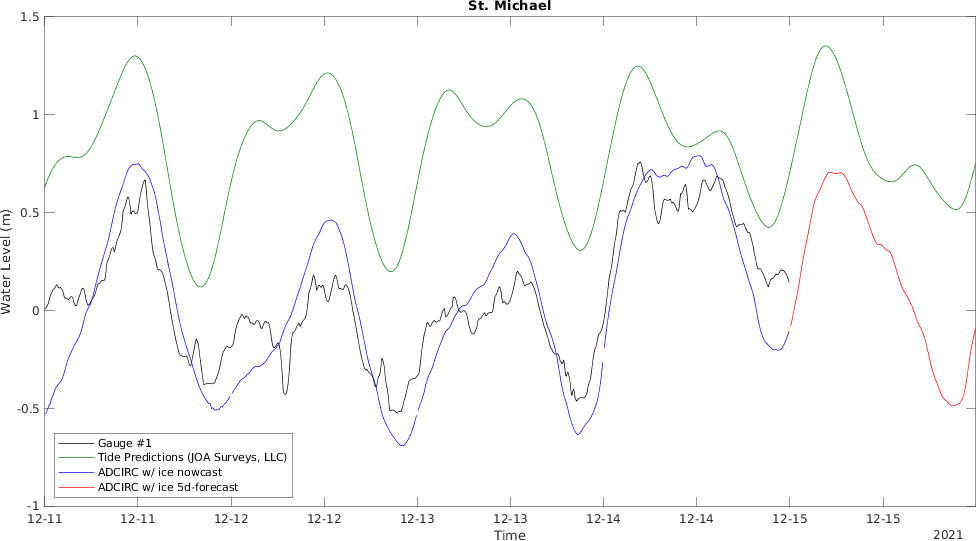 St. Michael
1.5
1
0.5
0
-0.5
-1
Water Level (m)
Gauge #1
Tide Predictions (JOA Surveys, LLC)
ADCIRC w/ ice nowcast
ADCIRC w/ ice 5d-forecast
12-11 12-11 12-12 12-12 12-13 12-13 12-14 12-14 12-15 12-15
Time
2021